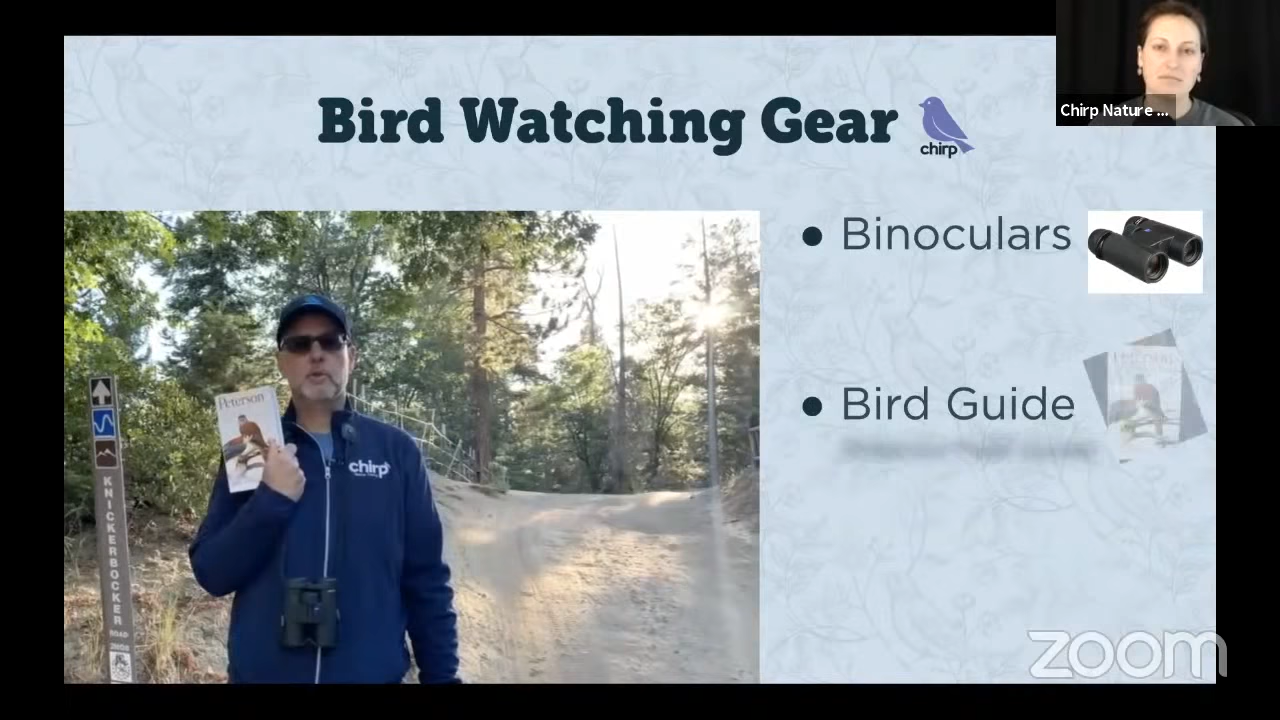 Bird Watching Gear
chirp
Chirp Nature ...
• Binoculars
• Bird Guide
Peterson
chirp
KNICKERBOCKER
ROAD
zoom